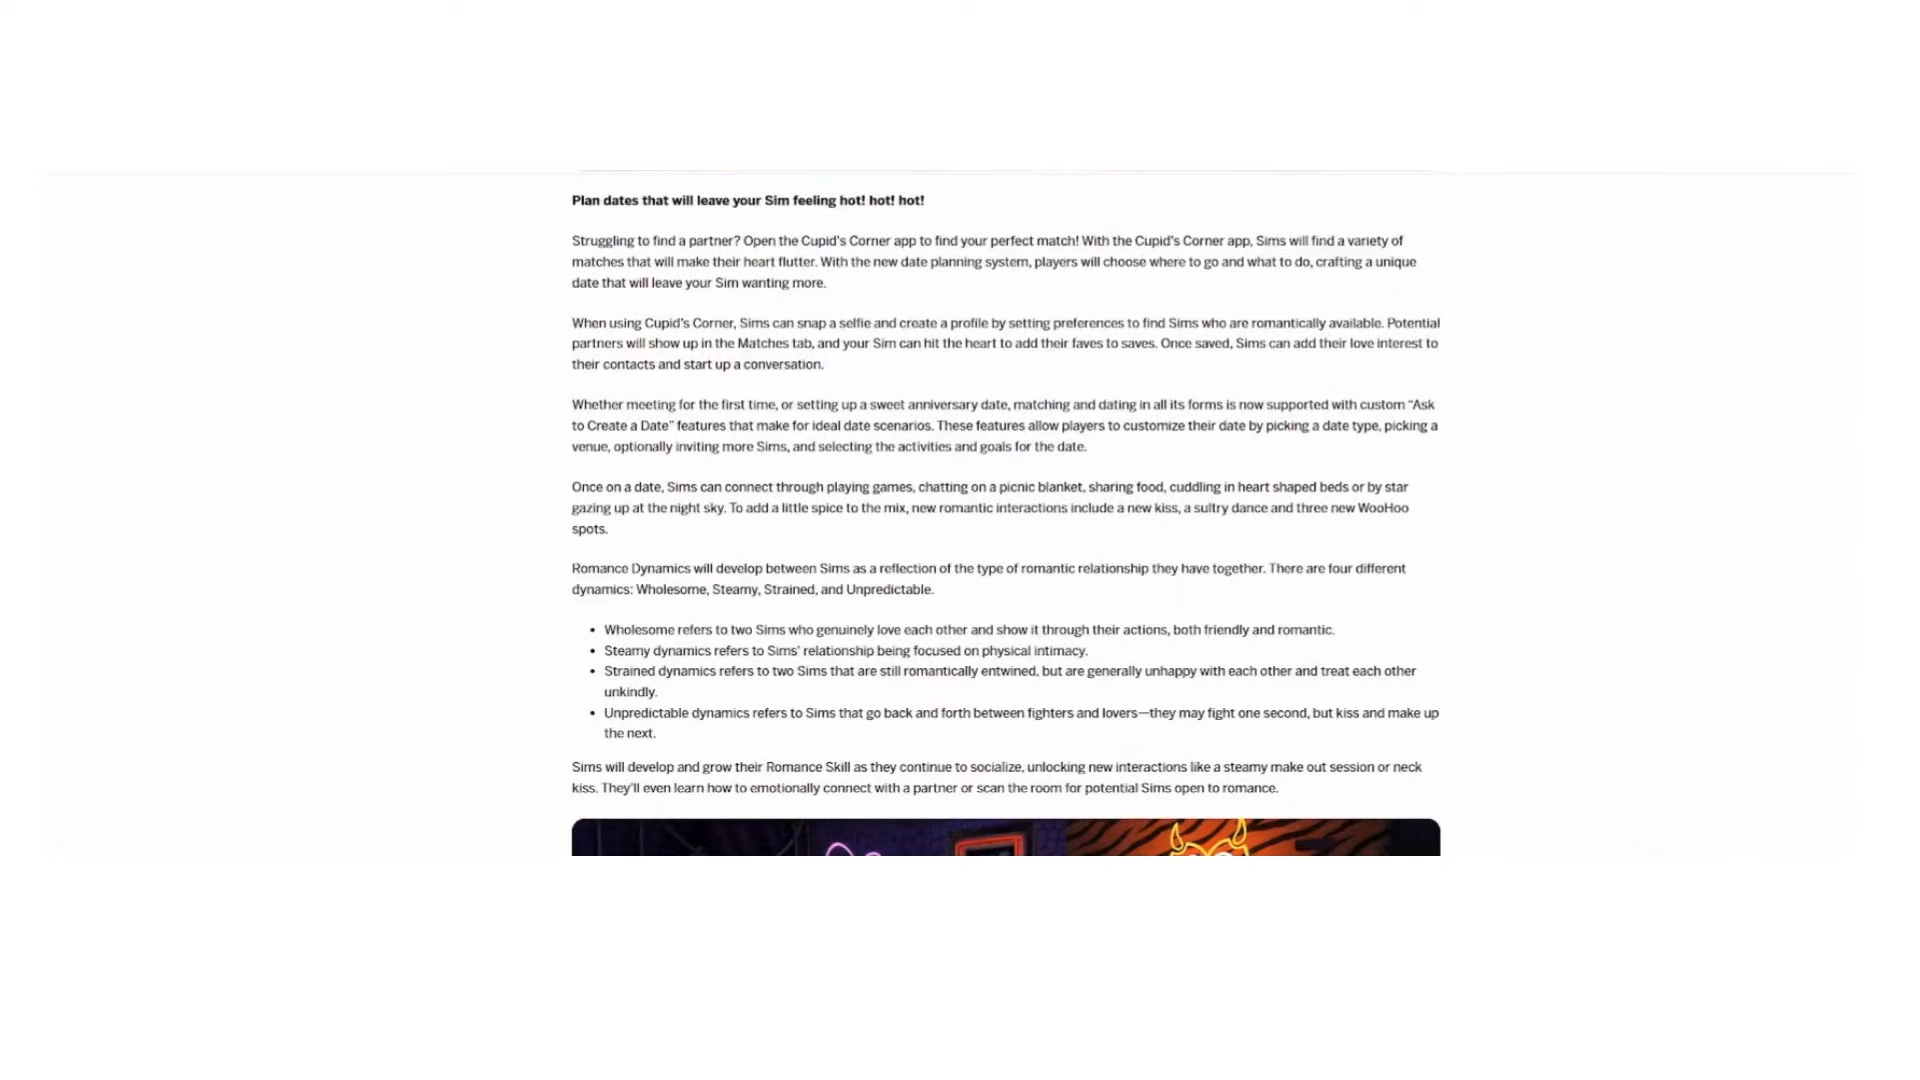 Plan dates that will leave your Sim feeling hot! hot! hot!
Struggling to find a partner? Open the Cupid's Corner app to find your perfect match! With the Cupid's Corner app, Sims will find a variety of
matches that will make their heart flutter. With the new date planning system, players will choose where to go and what to do, crafting a unique
date that will leave your Sim wanting more.
When using Cupid's Corner, Sims can snap a selfie and create a profile by setting preferences to find Sims who are romantically available. Potential
partners will show up in the Matches tab, and your Sim can hit the heart to add their faves to saves. Once saved, Sims can add their love interest to
their contacts and start up a conversation.
Whether meeting for the first time, or setting up a sweet anniversary date, matching and dating in all its forms is now supported with custom “Ask
to Create a Date” features that make for ideal date scenarios. These features allow players to customize their date by picking a date type, picking a
venue, optionally inviting more Sims, and selecting the activities and goals for the date.
Once on a date, Sims can connect through playing games, chatting on a picnic blanket, sharing food, cuddling in heart shaped beds or by star
gazing up at the night sky. To add a little spice to the mix, new romantic interactions include a new kiss, a sultry dance and three new WooHoo
spots.
Romance Dynamics will develop between Sims as a reflection of the type of romantic relationship they have together. There are four different
dynamics: Wholesome, Steamy, Strained, and Unpredictable.
• Wholesome refers to two Sims who genuinely love each other and show it through their actions, both friendly and romantic.
• Steamy dynamics refers to Sims' relationship being focused on physical intimacy.
• Strained dynamics refers to two Sims that are still romantically entwined, but are generally unhappy with each other and treat each other
unkindly.
• Unpredictable dynamics refers to Sims that go back and forth between fighters and lovers—they may fight one second, but kiss and make up
the next.
Sims will develop and grow their Romance Skill as they continue to socialize, unlocking new interactions like a steamy make out session or neck
kiss. They'll even learn how to emotionally connect with a partner or scan the room for potential Sims open to romance.